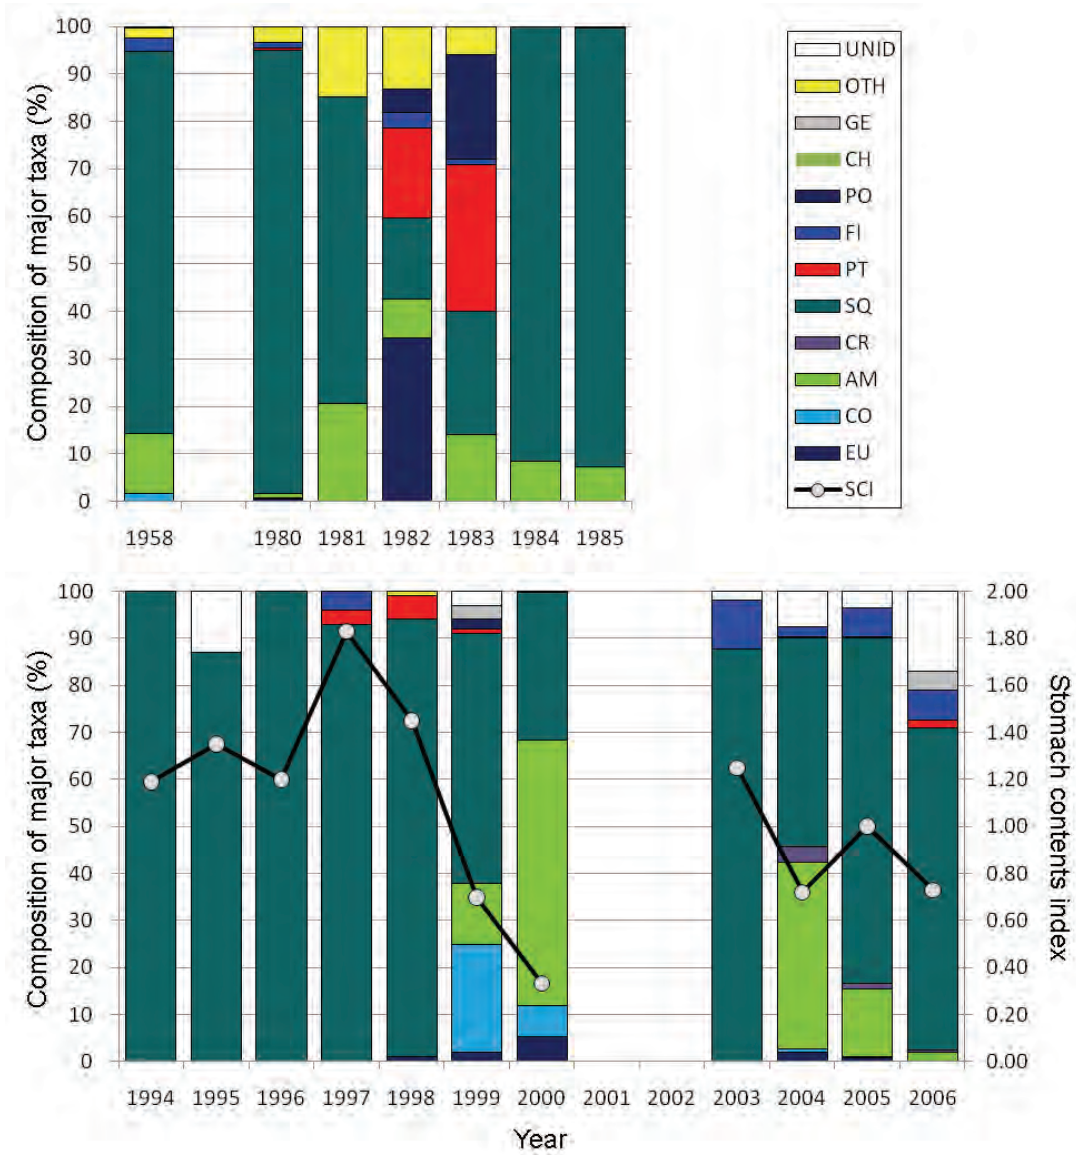 Composition of major taxa (%)
100
90
80
70
60
50
40
30
20
10
0
1958 1980 1981 1982 1983 1984 1985
UNID
OTH
GE
CH
PO
FI
PT
SQ
CR
AM
CO
EU
SCI
Composition of major taxa (%)
100
90
80
70
60
50
40
30
20
10
0
2.00
1.80
1.60
1.40
1.20
1.00
0.80
0.60
0.40
0.20
0.00
Stomach contents index
1994 1995 1996 1997 1998 1999 2000 2001 2002 2003 2004 2005 2006
Year